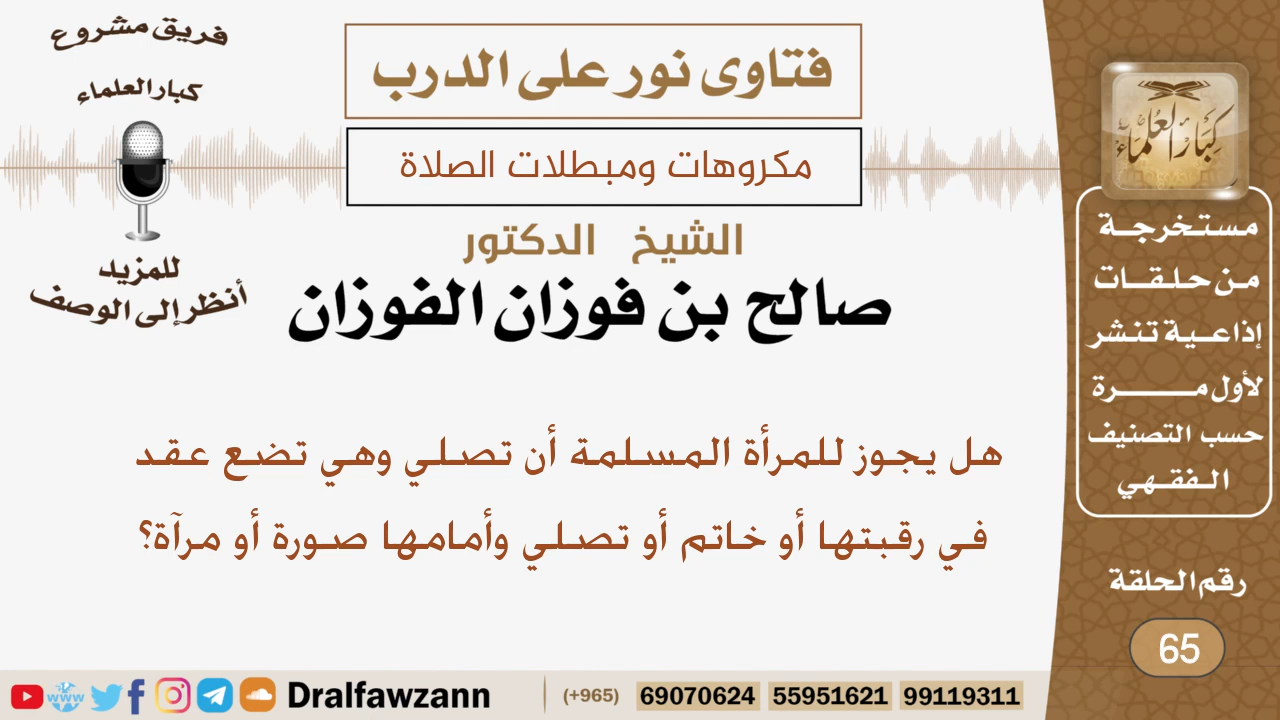 فريق مشروع
كبار العلماء
للمزيد
أنظر إلى الوصف
فتاوى نور على الدرب
مكروهات ومبطلات الصلاة
الشيخ الدكتور
صالح بن فوزان الفوزان
هل يجوز للمرأة المسلمة أن تصلي وهي تضع عقد
في رقبتها أو خاتم أو تصلي وأمامها صورة أو مرآة؟
كبار العلماء
مستخرجة
من حلقات
إذاعية تنشر
لأول مرة
حسب التصنيف
الفقهي
رقم الحلقة
65
www
Dralfawzann
(+965) 69070624 55951621 99119311